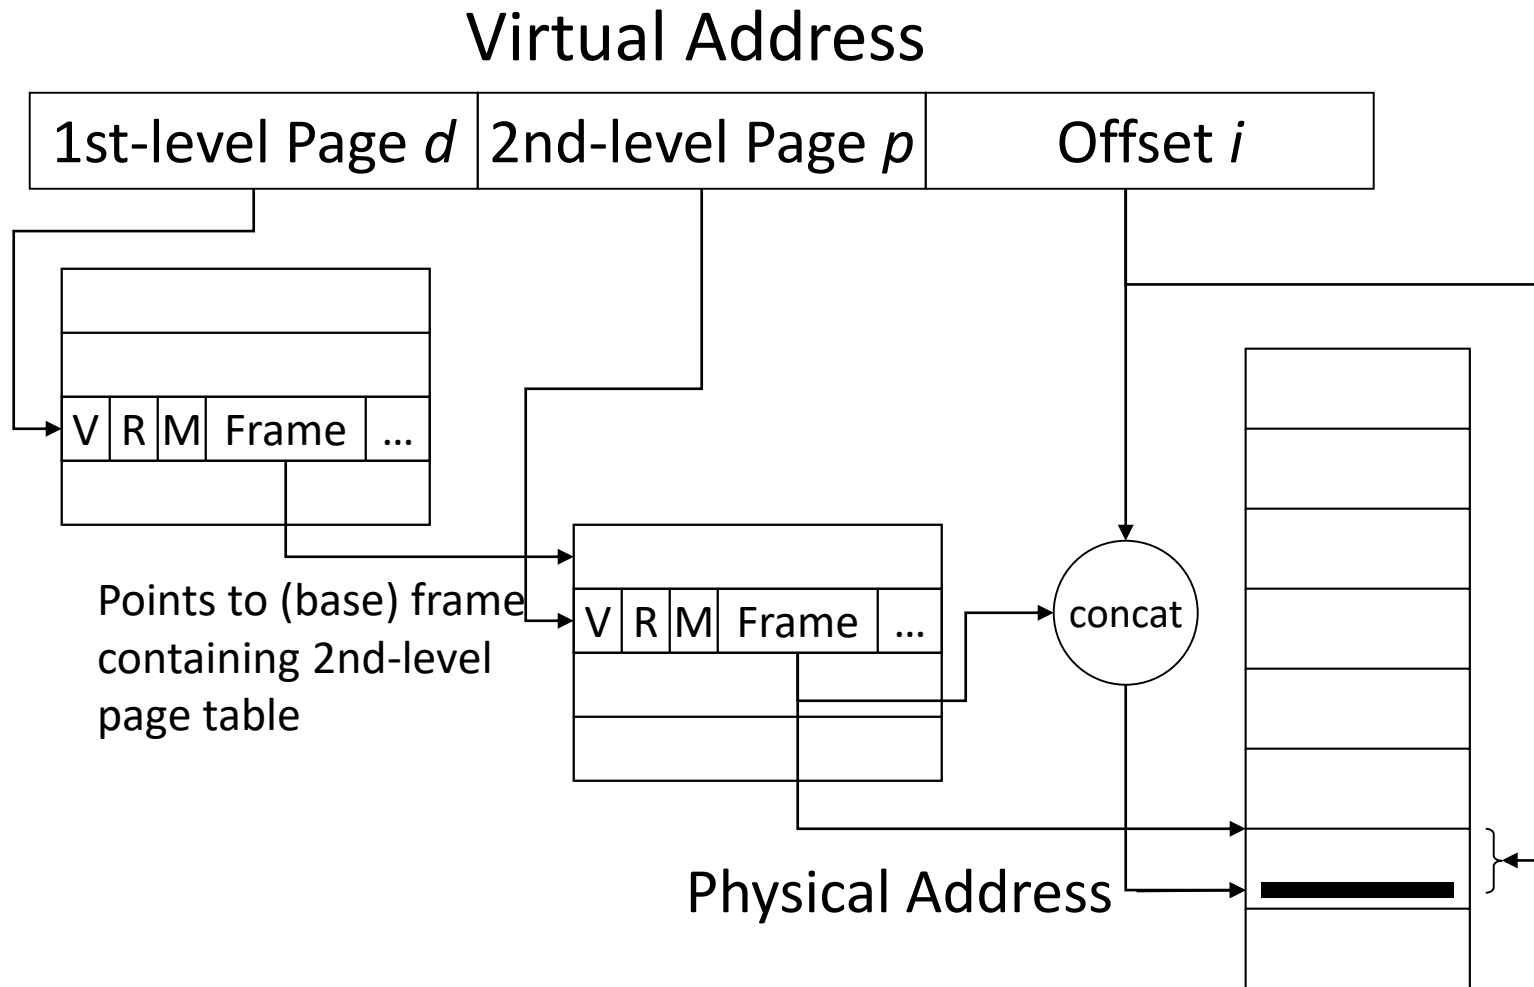 Virtual Address
1st-level Page d
2nd-level Page p
Offset i
V R M Frame ...
Points to (base) frame
containing 2nd-level
page table
V R M Frame ...
concat
Physical Address